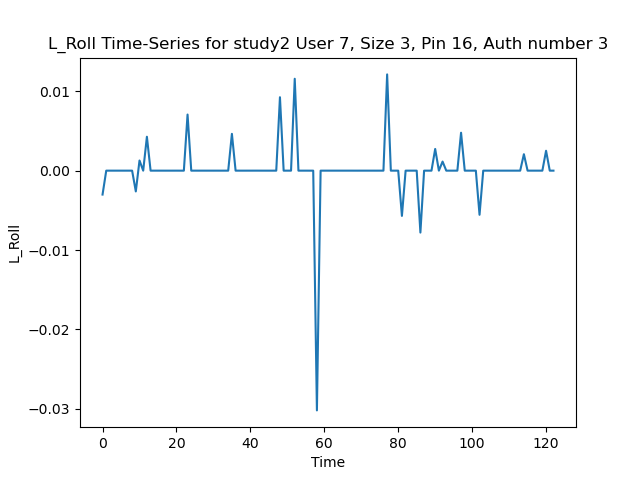 L_Roll Time-Series for study2 User 7, Size 3, Pin 16, Auth number 3
0.01
0.00
−0.01
−0.02
−0.03
L_Roll
0 20 40 60 80 100 120
Time